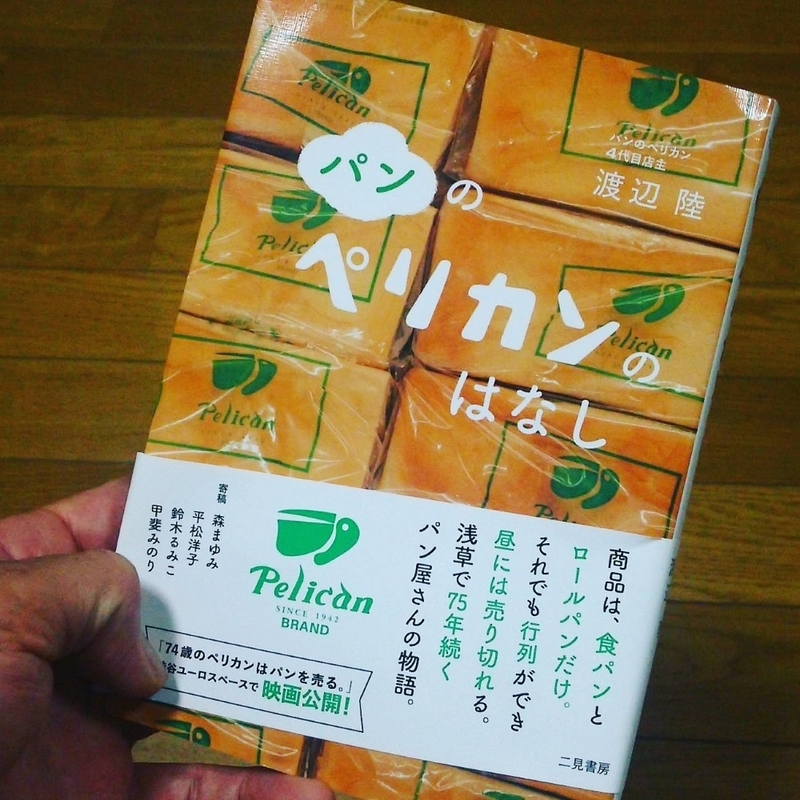 Pelican
Pelican
パンのペリカン
4代目店主
渡辺 陸
パンの
ペリカンの
はなし
Pelican
Pelican
Pelican
商品は、食パンと
ロールパンだけ。
それでも行列ができ
昼には売り切れる。
浅草で75年続く
パン屋さんの物語。
Pelican
SINCE 1942
BRAND
寄稿 森まゆみ
平松洋子
鈴木るみこ
甲斐みのり
「74歳のペリカンはパンを売る。」
谷ユーロスペースで 映画公開!
二見書房